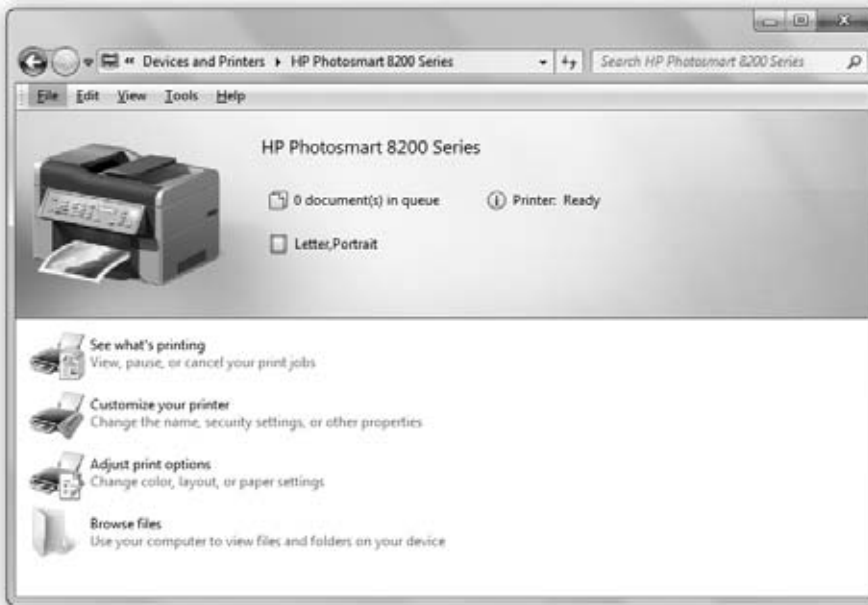 « Devices and Printers ▸ HP Photosmart 8200 Series Search HP Photosmart 8200 Series
File Edit View Tools Help
HP Photosmart 8200 Series
0 document(s) in queue Printer: Ready
Letter,Portrait
See what's printing
View, pause, or cancel your print jobs
Customize your printer
Change the name, security settings, or other properties
Adjust print options
Change color, layout, or paper settings
Browse files
Use your computer to view files and folders on your device